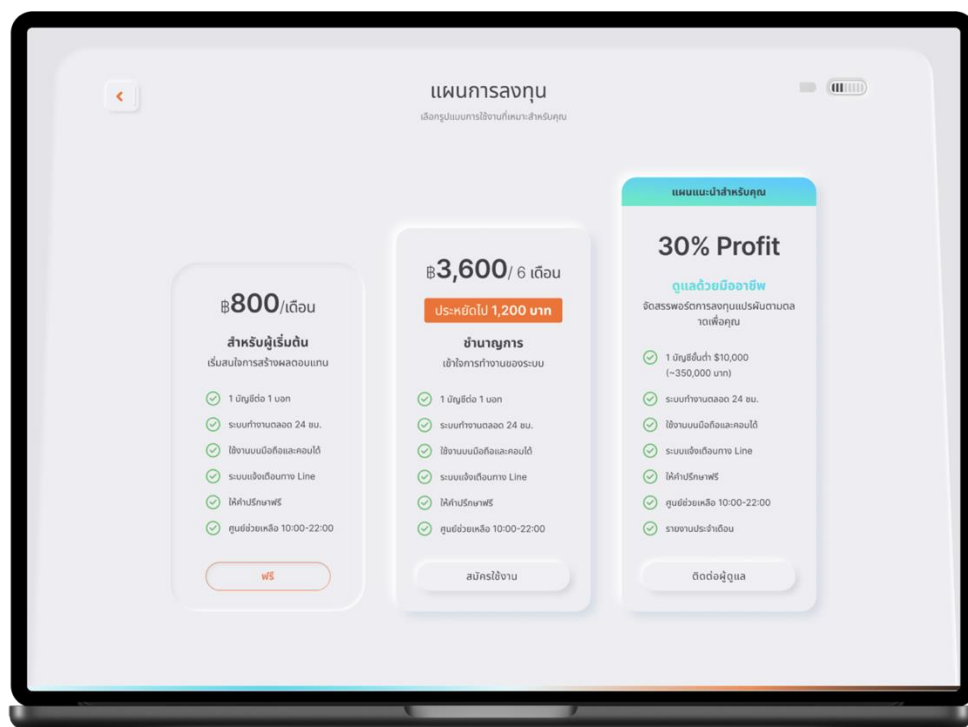 แผนการลงทุน
เลือกรูปแบบการใช้งานที่เหมาะสำหรับคุณ
฿800/เดือน
สำหรับผู้เริ่มต้น
เริ่มสนใจการสร้างผลตอบแทน
1 บัญชีต่อ 1 บอท
ระบบทำงานตลอด 24 ชม.
ใช้งานบนมือถือและคอมได้
ระบบแจ้งเตือนทาง Line
ให้คำปรึกษาฟรี
ศูนย์ช่วยเหลือ 10:00-22:00
ฟรี
฿3,600/ 6 เดือน
ประหยัดไป 1,200 บาท
ชำนาญการ
เข้าใจการทำงานของระบบ
1 บัญชีต่อ 1 บอท
ระบบทำงานตลอด 24 ชม.
ใช้งานบนมือถือและคอมได้
ระบบแจ้งเตือนทาง Line
ให้คำปรึกษาฟรี
ศูนย์ช่วยเหลือ 10:00-22:00
สมัครใช้งาน
แผนแนะนำสำหรับคุณ
30% Profit
ดูแลด้วยมืออาชีพ
จัดสรรพอร์ตการลงทุนแปรผันตามตล
าดเพื่อคุณ
1 บัญชีขั้นต่ำ $10,000
(~350,000 บาท)
ระบบทำงานตลอด 24 ชม.
ใช้งานบนมือถือและคอมได้
ระบบแจ้งเตือนทาง Line
ให้คำปรึกษาฟรี
ศูนย์ช่วยเหลือ 10:00-22:00
รายงานประจำเดือน
ติดต่อผู้ดูแล